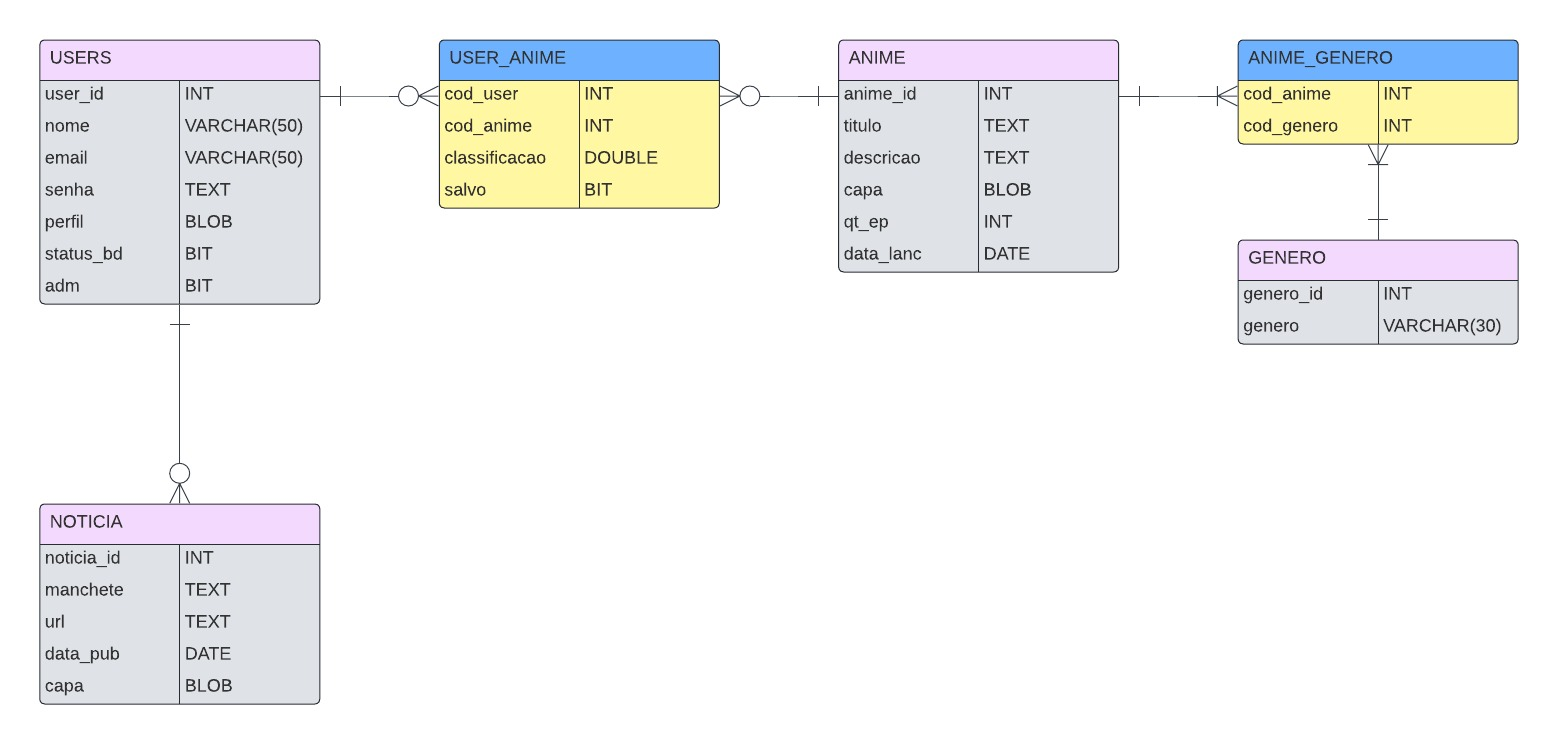 USERS
user_id INT
nome VARCHAR(50)
email VARCHAR(50)
senha TEXT
perfil BLOB
status_bd BIT
adm BIT
USER_ANIME
cod_user INT
cod_anime INT
classificacao DOUBLE
salvo BIT
ANIME
anime_id INT
titulo TEXT
descricao TEXT
capa BLOB
qt_ep INT
data_lanc DATE
ANIME_GENERO
cod_anime INT
cod_genero INT
GENERO
genero_id INT
genero VARCHAR(30)
NOTICIA
noticia_id INT
manchete TEXT
url TEXT
data_pub DATE
capa BLOB